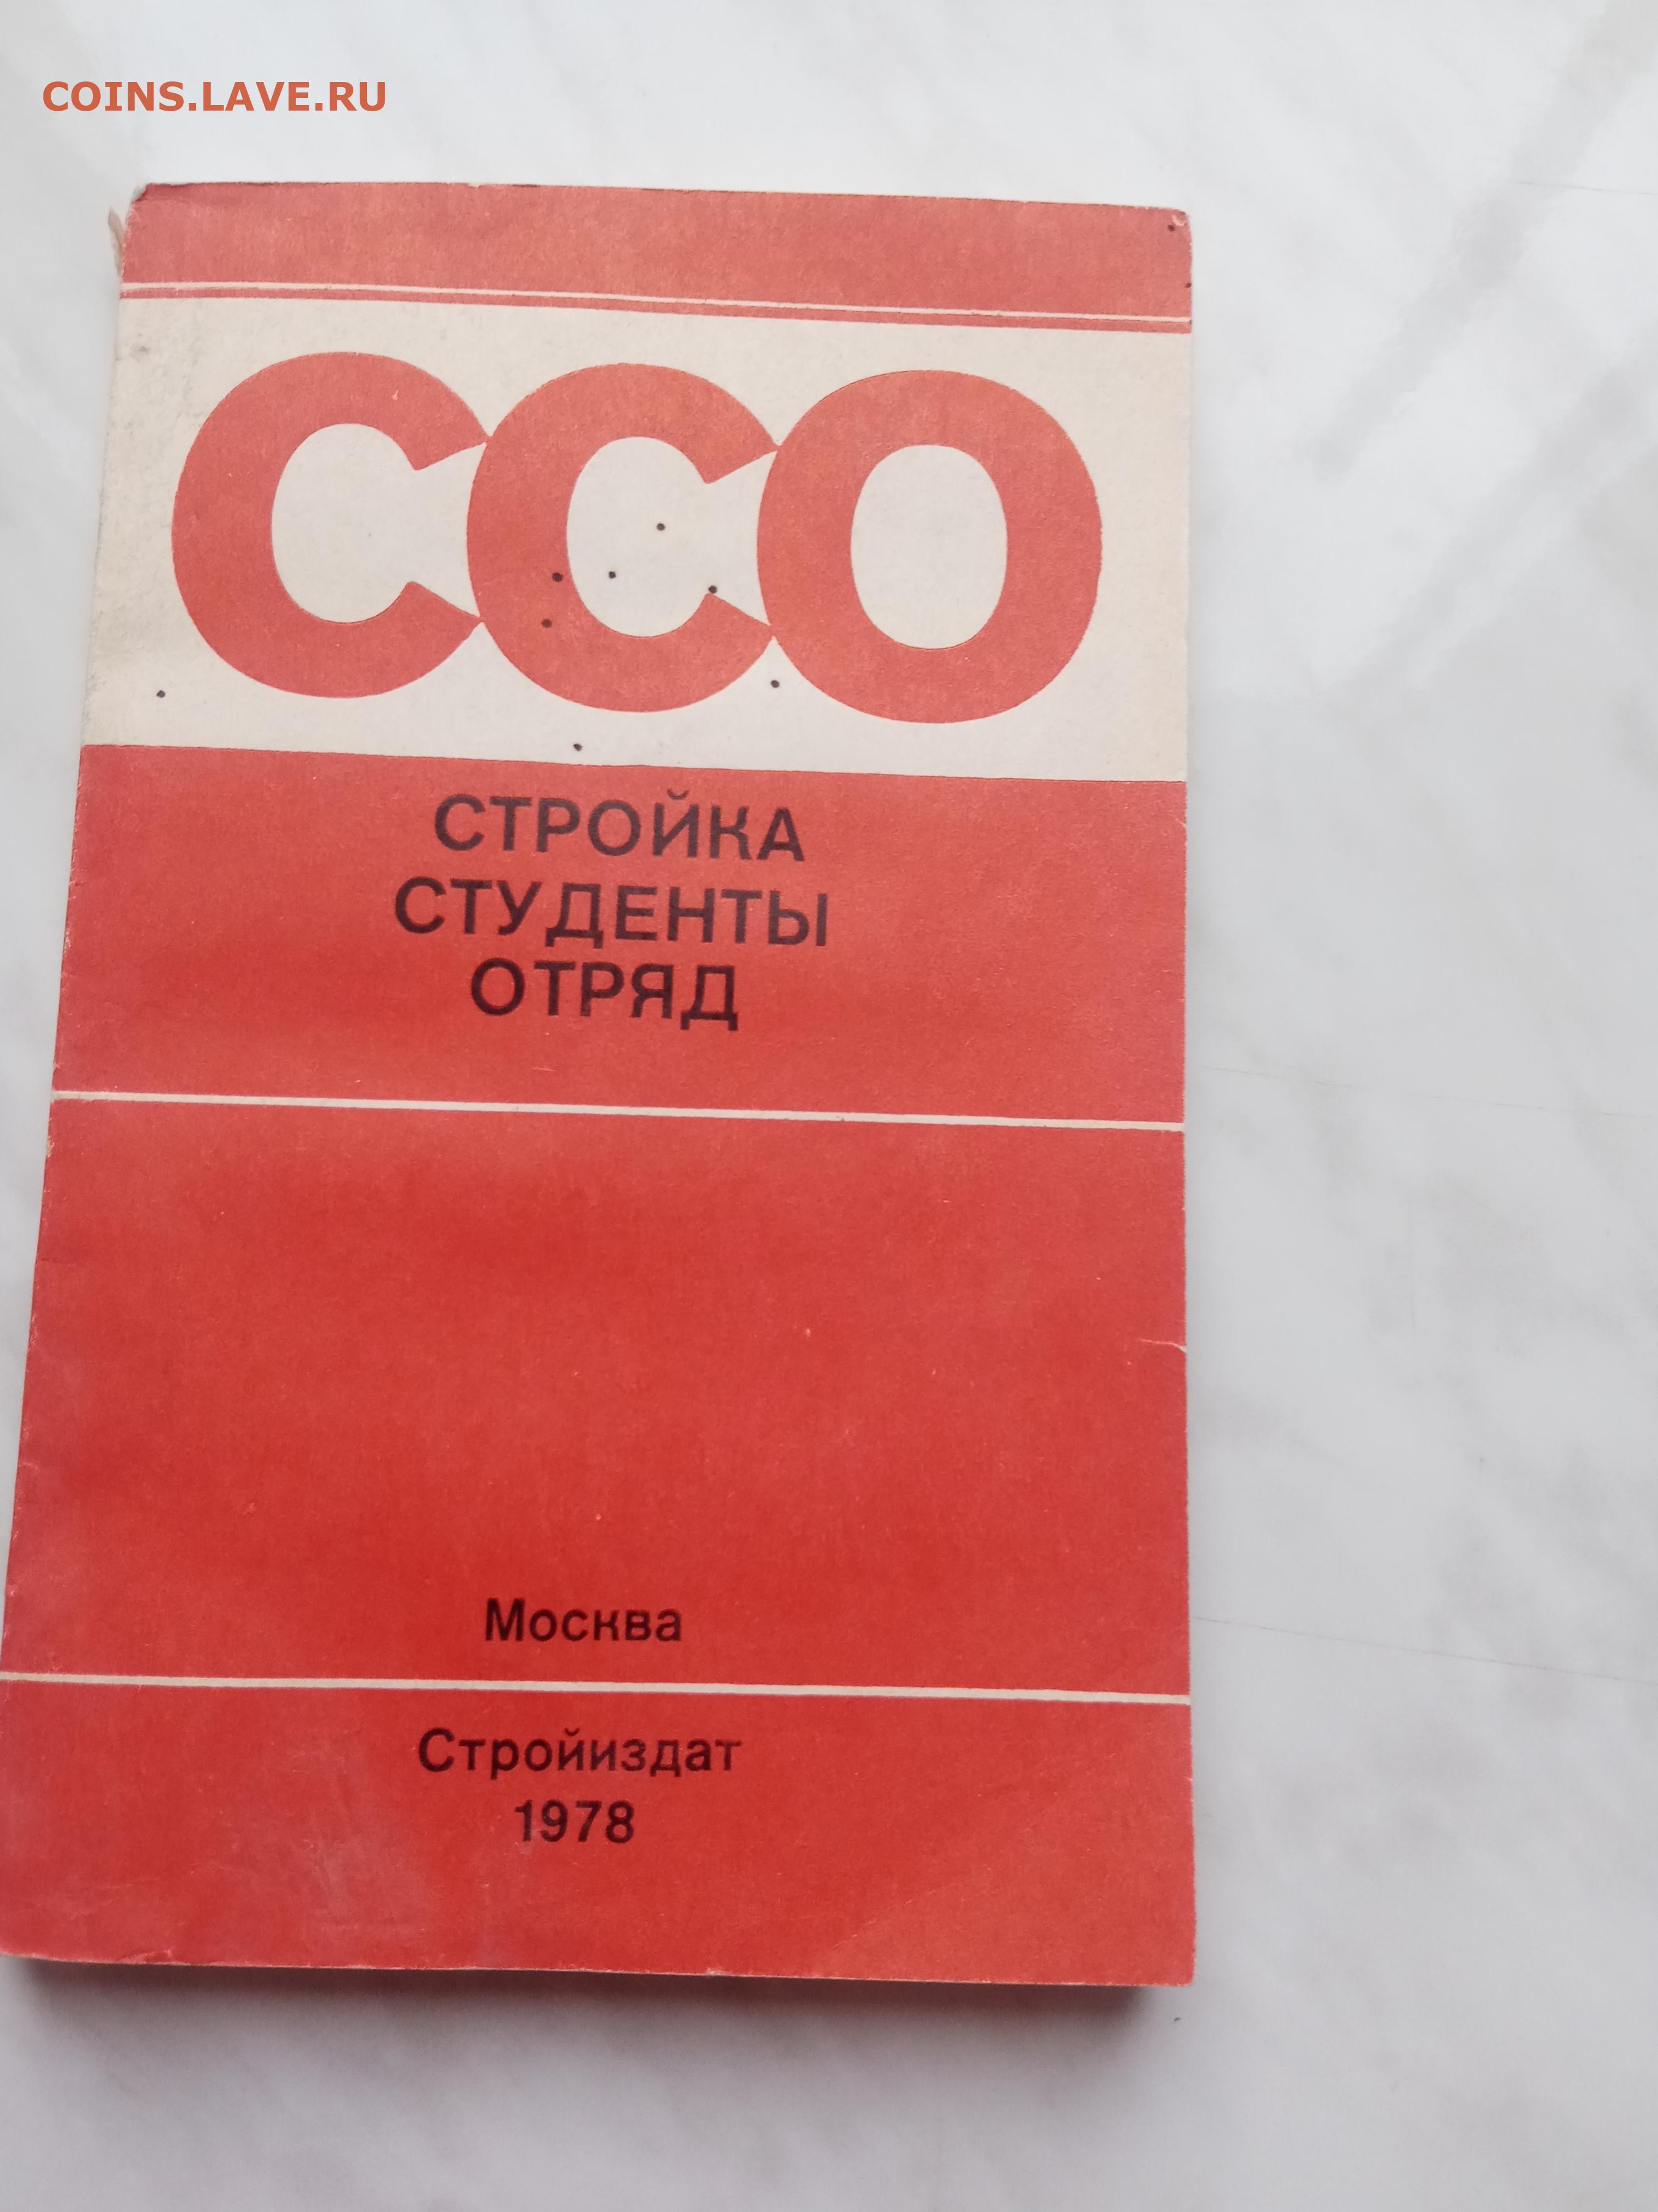 COINS.LAVE.RU
ССО
СТРОЙКА
СТУДЕНТЫ
ОТРЯД
Москва
Стройиздат
1978